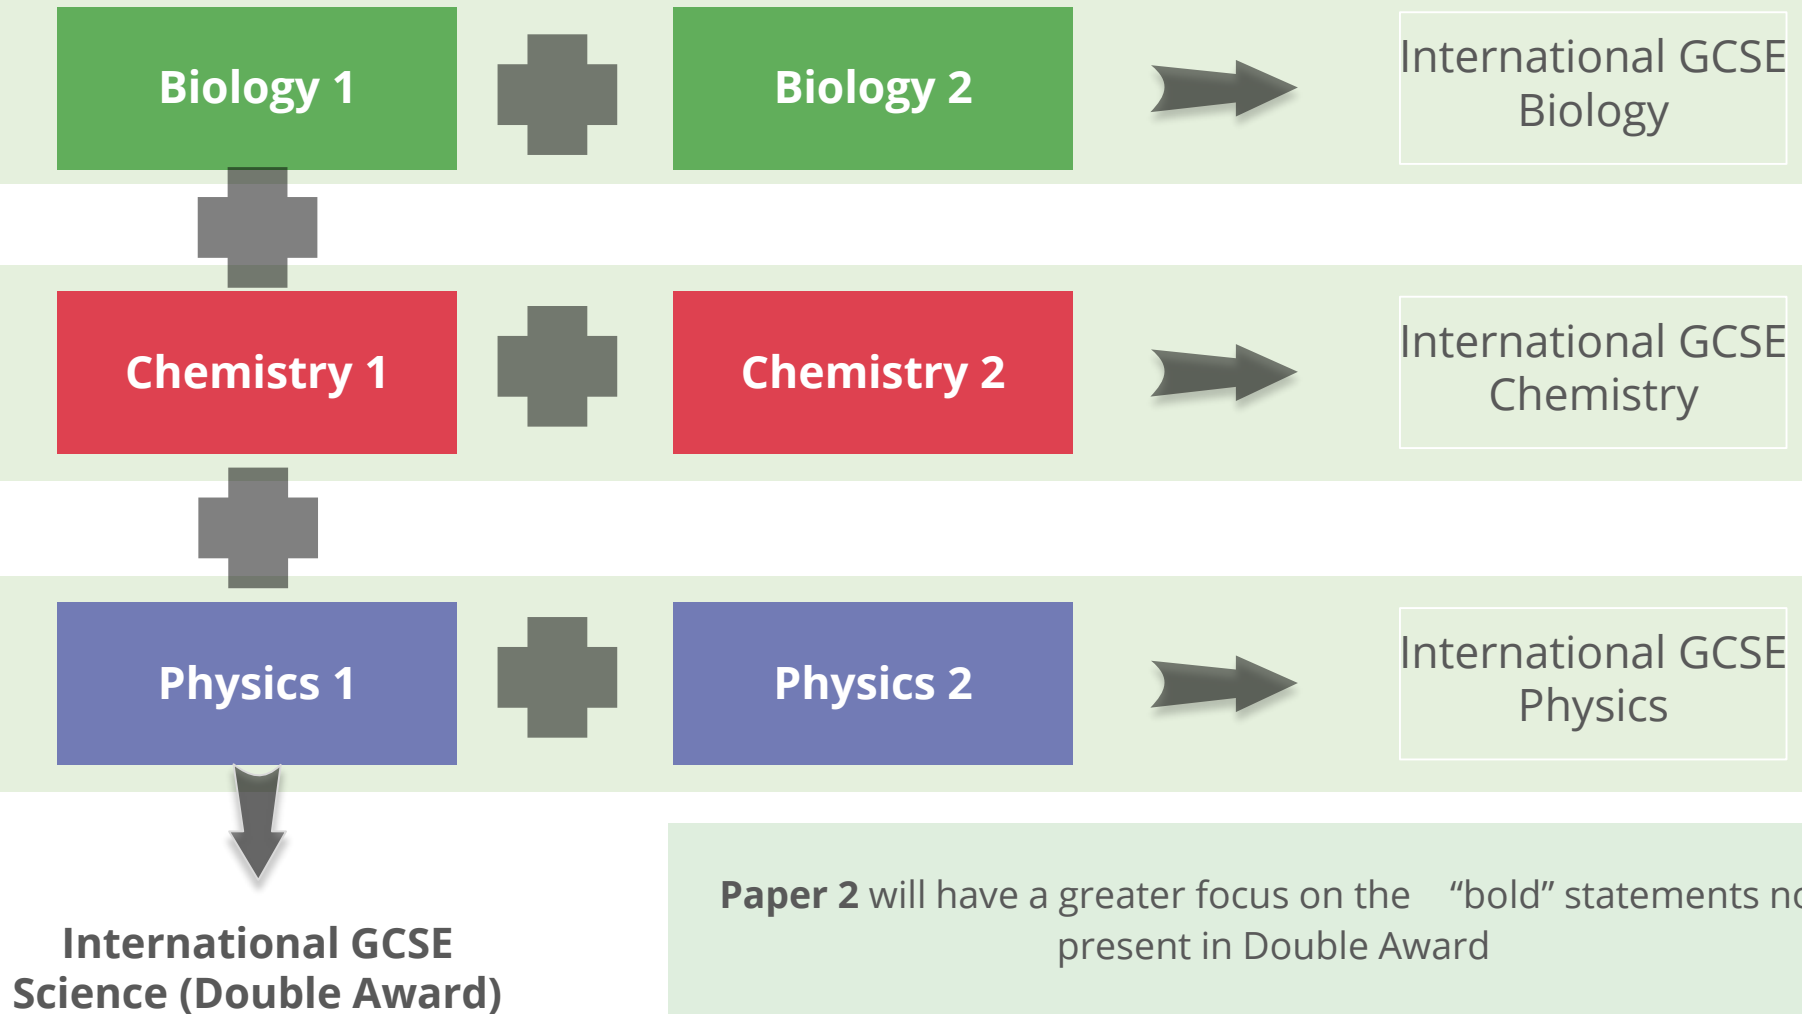 Biology 1
Biology 2
International GCSE
Biology
Chemistry 1
Chemistry 2
International GCSE
Chemistry
Physics 1
Physics 2
International GCSE
Physics
International GCSE
Science (Double Award)
Paper 2 will have a greater focus on the “bold” statements
present in Double Award